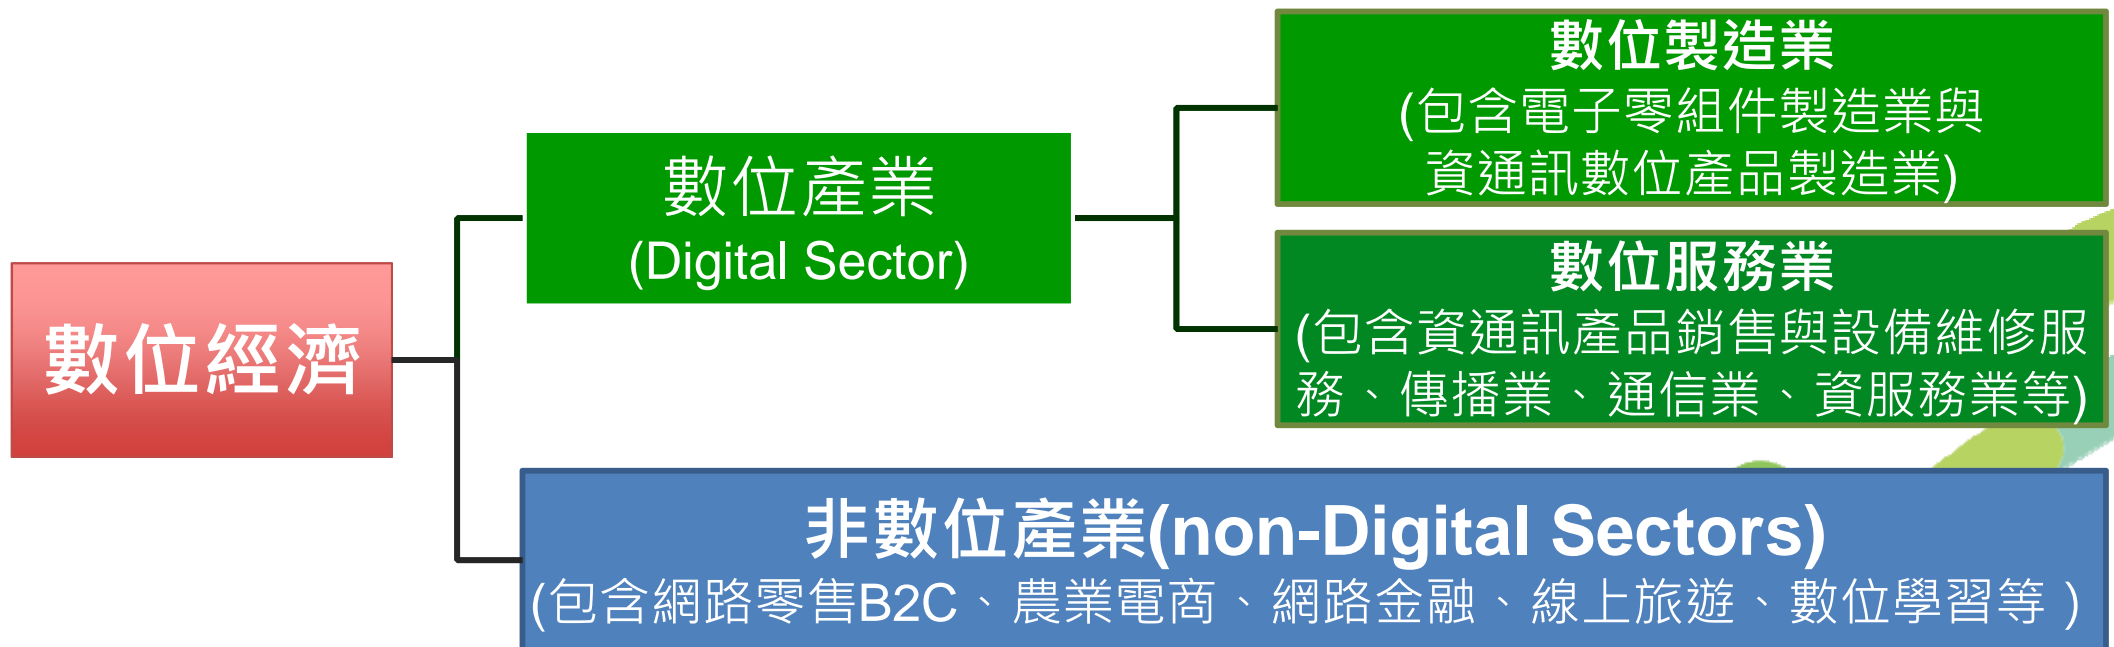 數位經濟
數位產業
(Digital Sector)
數位製造業
(包含電子零組件製造業與
資通訊數位產品製造業)
數位服務業
(包含資通訊產品銷售與設備維修服
務、傳播業、通信業、資服務業等)
非數位產業(non-Digital Sectors)
(包含網路零售B2C、農業電商、網路金融、線上旅遊、數位學習等 )